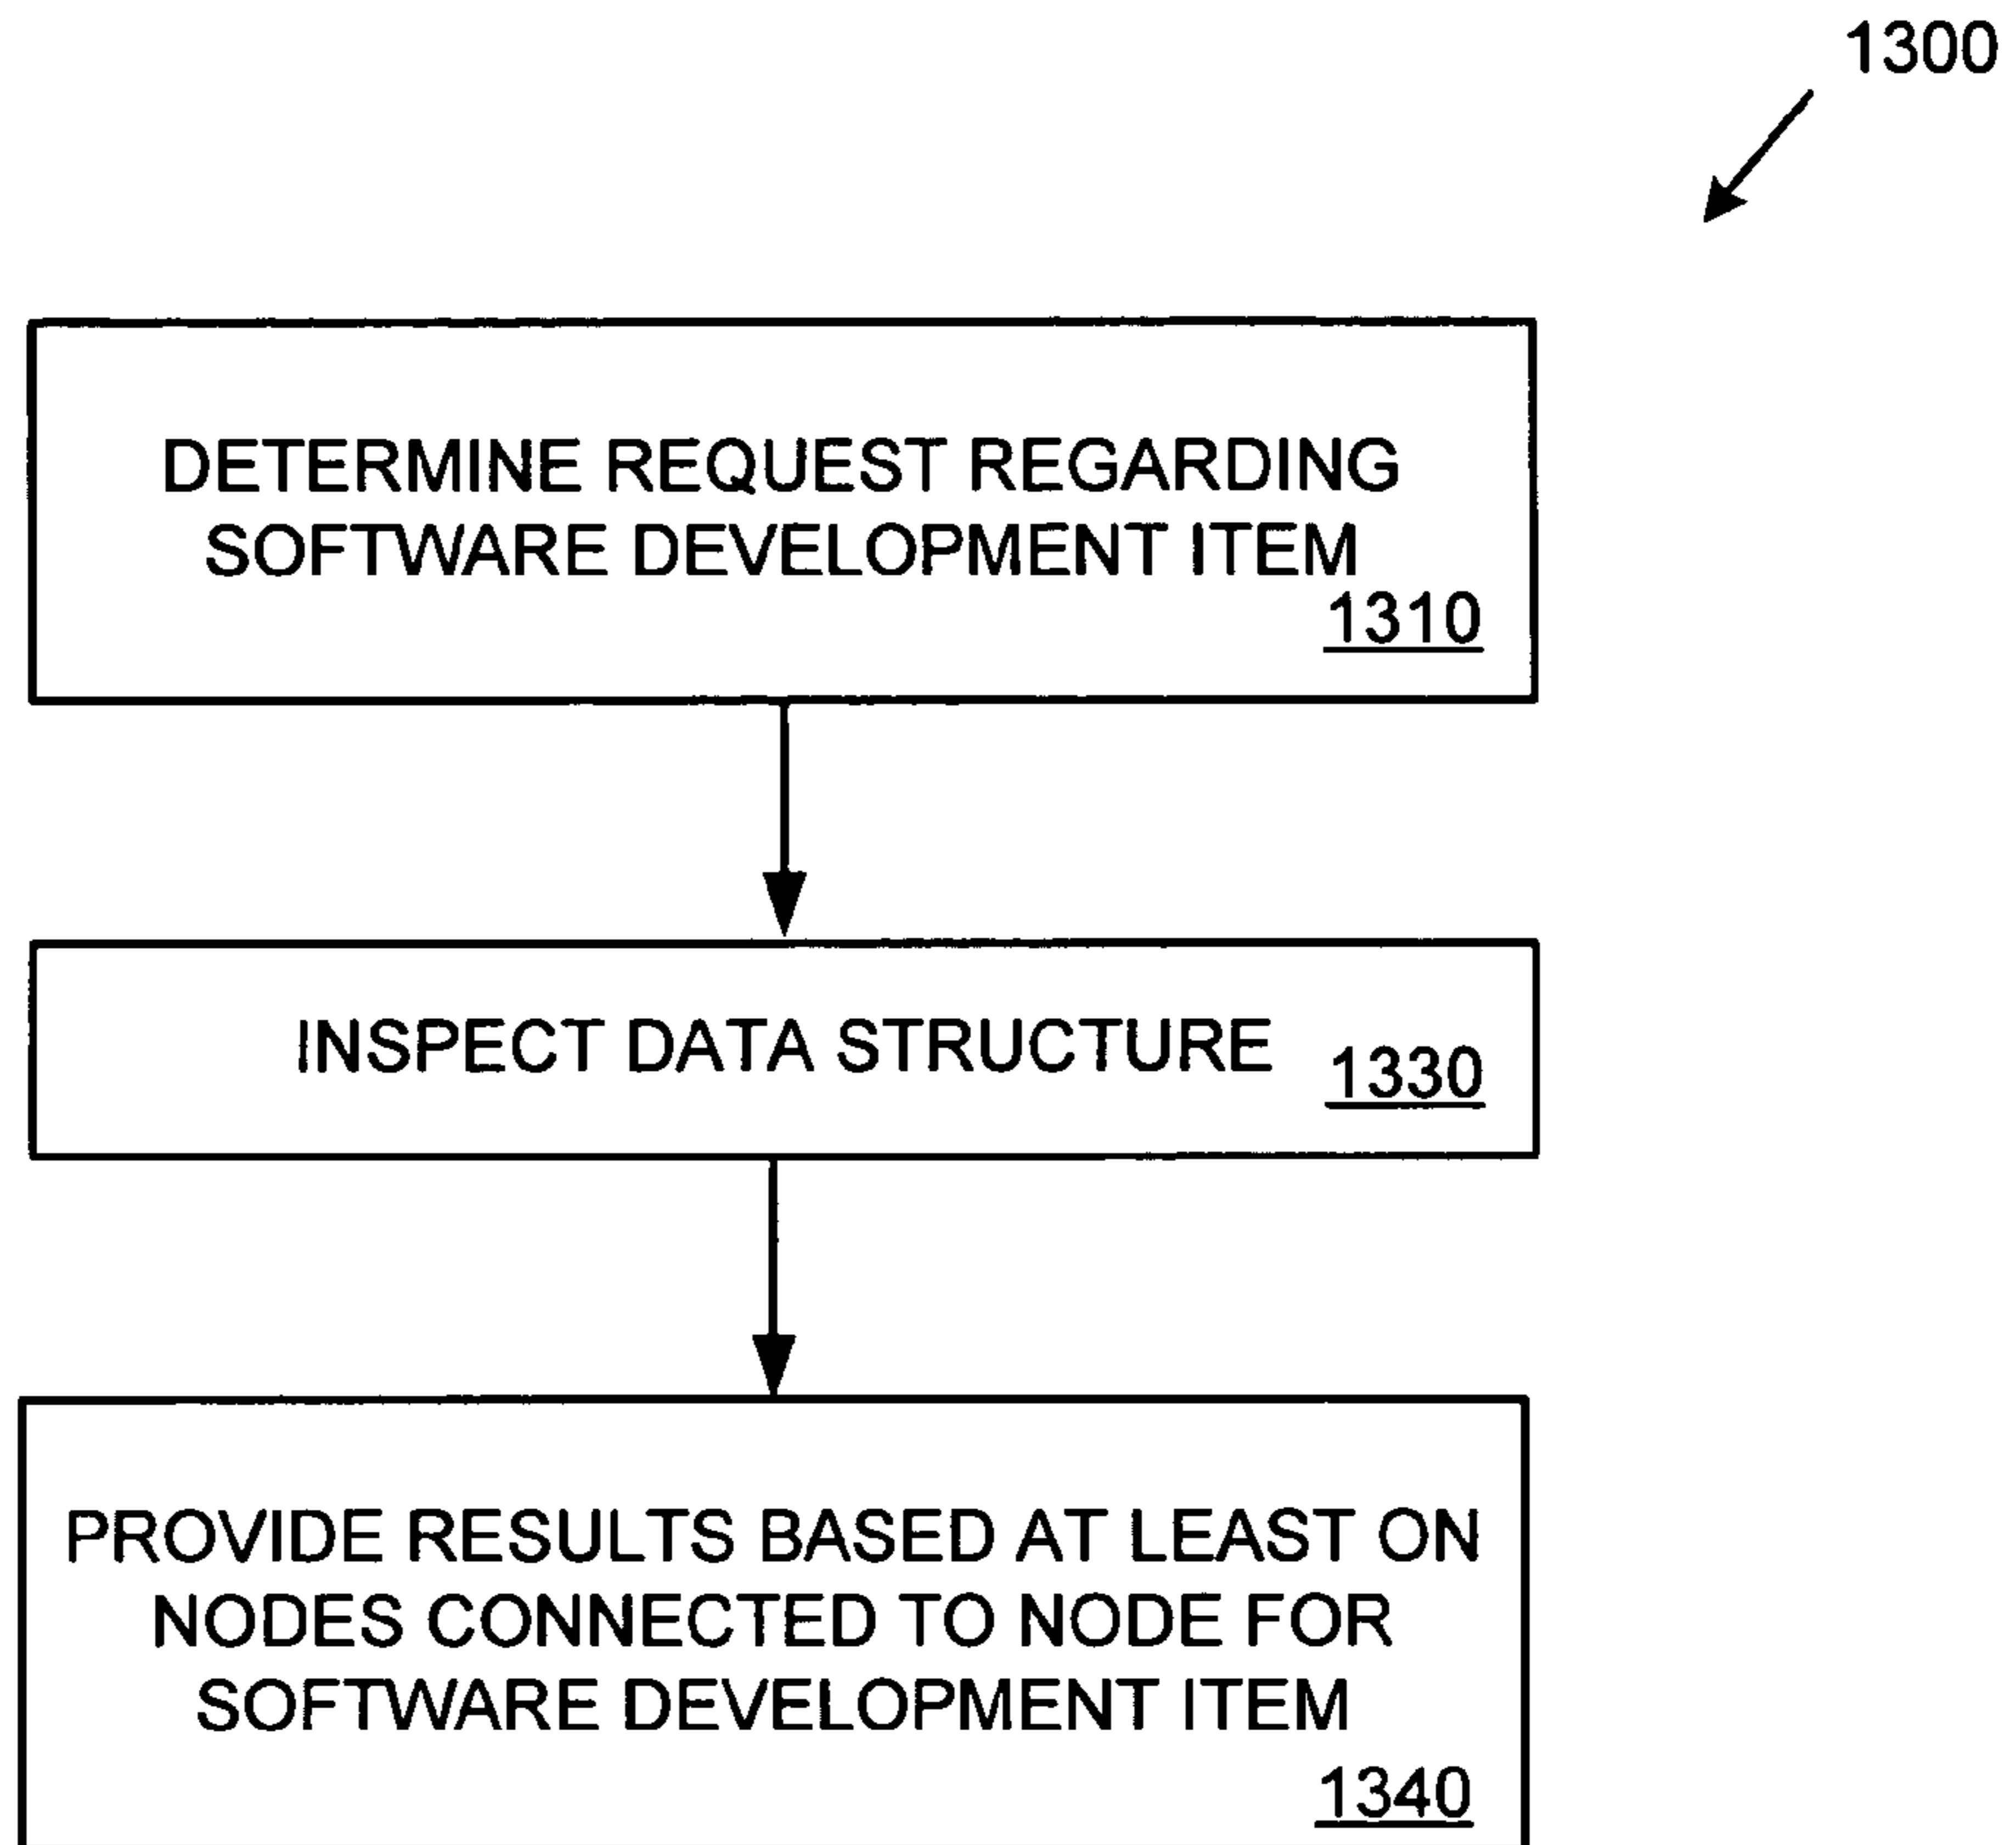 1300
DETERMINE REQUEST REGARDING
SOFTWARE DEVELOPMENT ITEM
1310
INSPECT DATA STRUCTURE 1330
PROVIDE RESULTS BASED AT LEAST ON
NODES CONNECTED TO NODE FOR
SOFTWARE DEVELOPMENT ITEM
1340